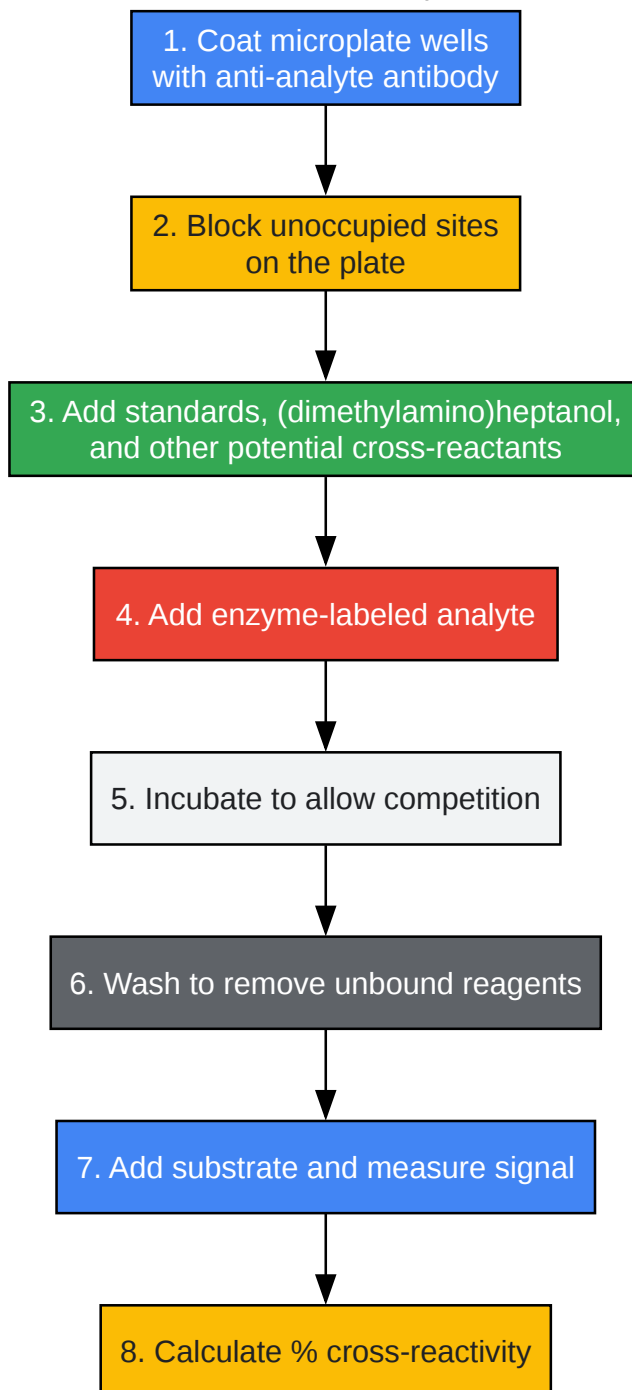 1. Coat microplate wells
with anti-analyte antibody
2. Block unoccupied sites
on the plate
3. Add standards, (dimethylamino)heptanol,
and other potential cross-reactants
4. Add enzyme-labeled analyte
5. Incubate to allow competition
6. Wash to remove unbound reagents
7. Add substrate and measure signal
8. Calculate % cross-reactivity